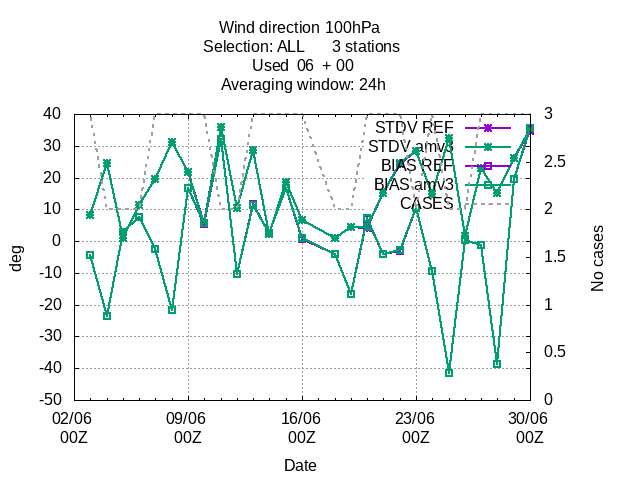 Wind direction 100hPa
Selection: ALL      3 stations
Used  06  + 00
Averaging window: 24h
STDV REF
STDV amv3
BIAS REF
BIAS amv3
CASES
40
30
20
10
0
-10
-20
-30
-40
-50
deg
3
2.5
2
1.5
1
0.5
0
No cases
02/06 09/06 16/06 23/06 30/06
00Z 00Z 00Z 00Z 00Z
Date